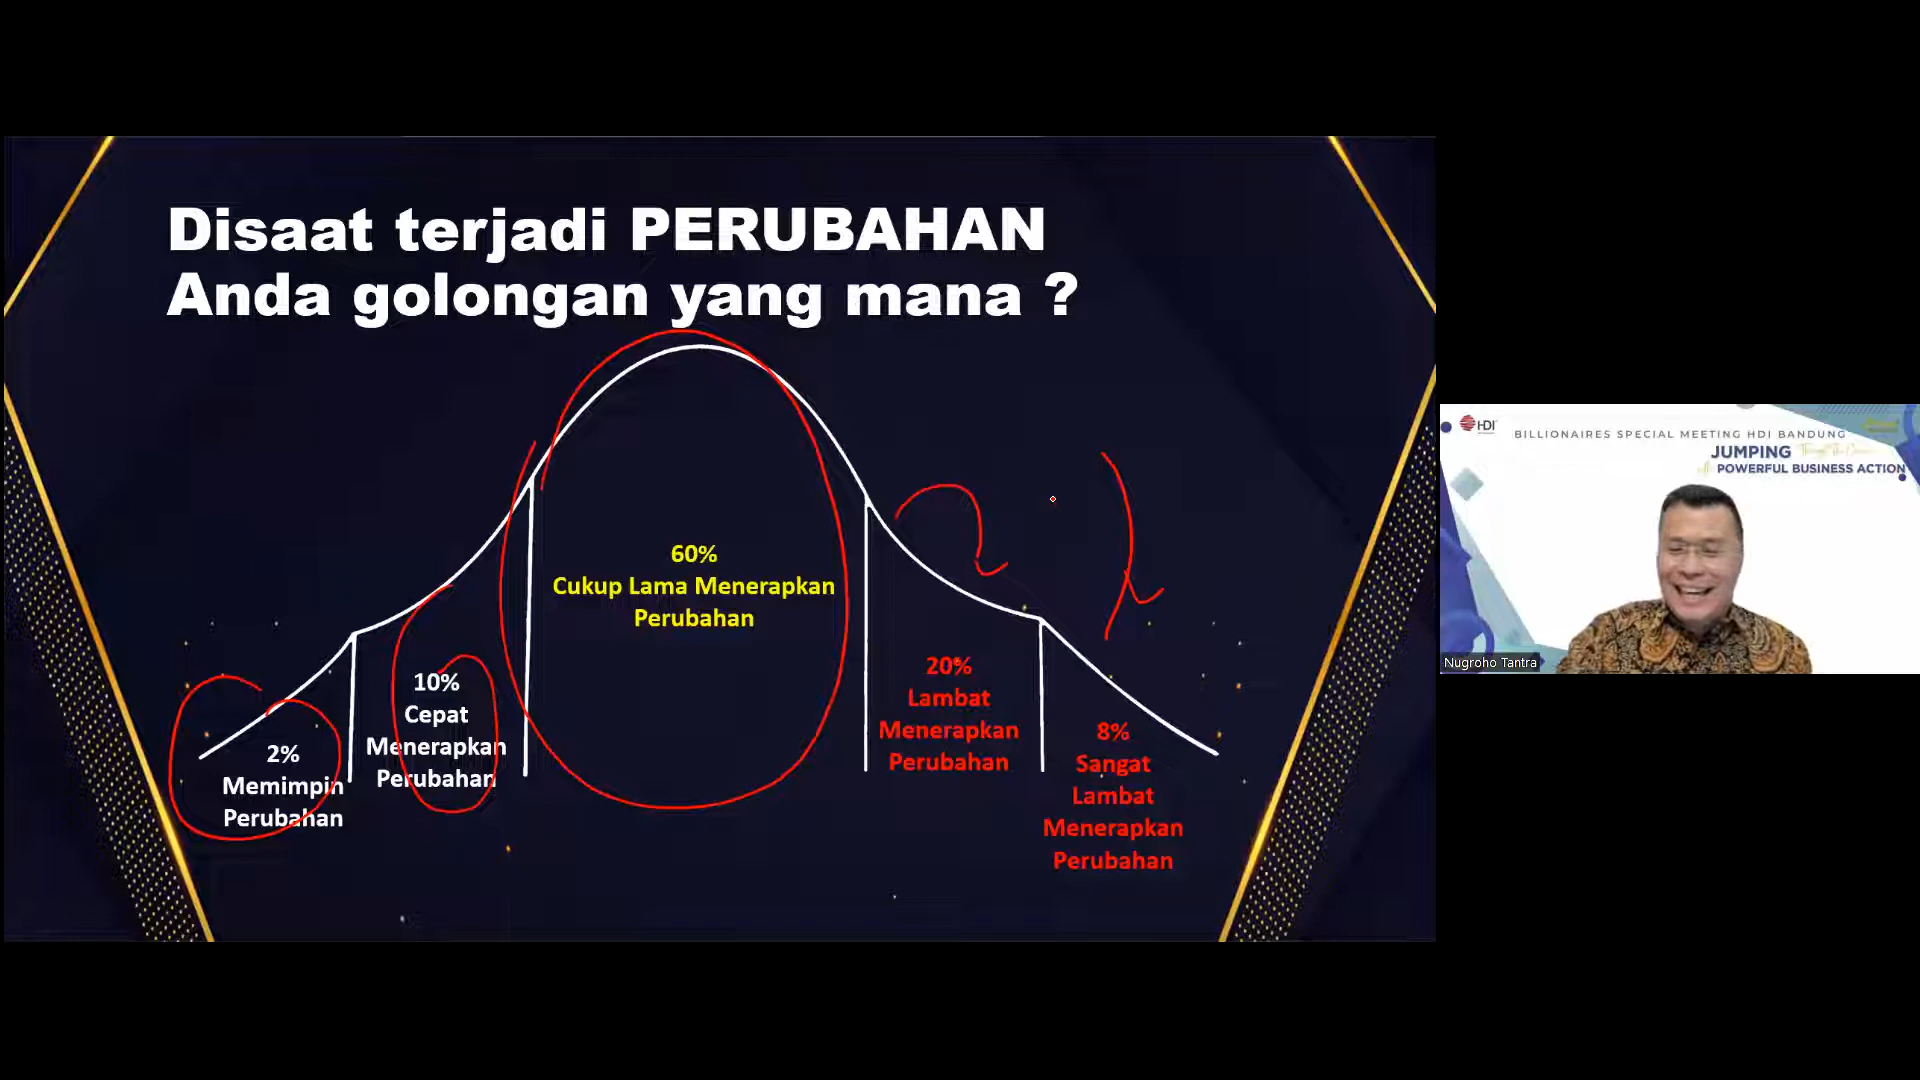 Disaat terjadi PERUBAHAN
Anda golongan yang mana ?
60%
Cukup Lama Menerapkan
Perubahan
2%
Memimpin
Perubahan
10%
Cepat
Menerapkan
Perubahan
20%
Lambat
Menerapkan
Perubahan
8%
Sangat
Lambat
Menerapkan
Perubahan
HDI
BILLIONAIRES SPECIAL MEETING HDI BANDUNG
JUMPING
POWERFUL BUSINESS ACTION
Nugroho Tantra